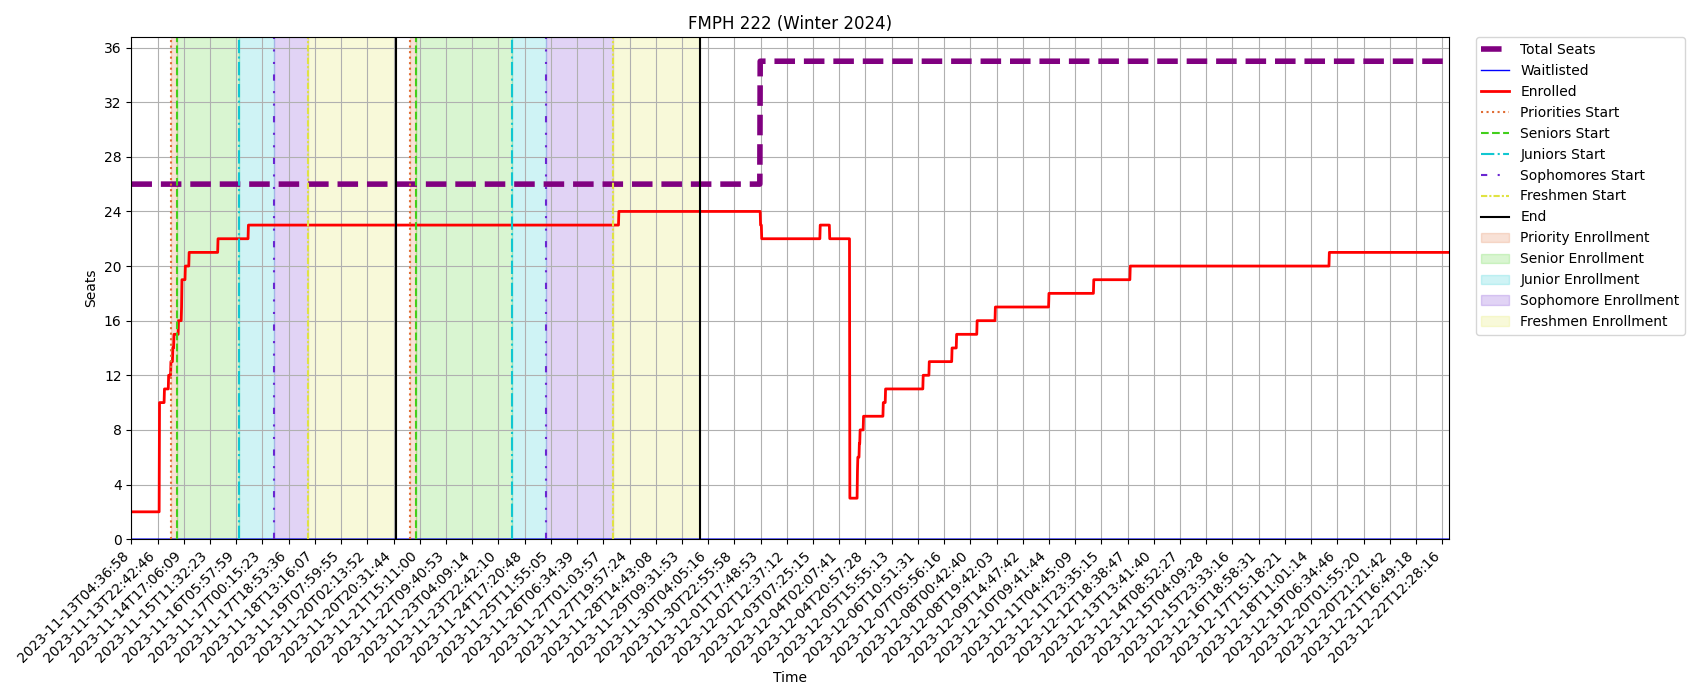 FMPH 222 (Winter 2024)
36
32
28
24
20
16
12
8
4
0
Seats
2023-11-13T04:36:58
2023-11-13T22:42:46
2023-11-14T17:06:09
2023-11-15T11:32:23
2023-11-16T05:57:59
2023-11-17T00:15:23
2023-11-17T18:53:36
2023-11-18T13:16:07
2023-11-19T07:59:55
2023-11-20T02:13:52
2023-11-20T20:31:44
2023-11-21T15:11:00
2023-11-22T09:40:53
2023-11-23T04:09:14
2023-11-23T22:42:10
2023-11-24T17:20:48
2023-11-25T11:55:05
2023-11-26T06:34:39
2023-11-27T01:03:57
2023-11-27T19:57:24
2023-11-28T14:43:08
2023-11-29T09:31:53
2023-11-30T04:05:16
2023-11-30T22:55:58
2023-12-01T17:48:53
2023-12-02T12:37:12
2023-12-03T07:25:15
2023-12-04T02:07:41
2023-12-04T20:57:28
2023-12-05T15:55:13
2023-12-06T10:51:31
2023-12-07T05:56:16
2023-12-08T00:42:40
2023-12-08T19:42:03
2023-12-09T14:47:42
2023-12-10T09:41:44
2023-12-11T04:45:09
2023-12-11T23:35:15
2023-12-12T18:38:47
2023-12-13T13:41:40
2023-12-14T08:52:27
2023-12-15T04:09:28
2023-12-15T23:33:16
2023-12-16T18:58:31
2023-12-17T15:18:21
2023-12-18T11:01:14
2023-12-19T06:34:46
2023-12-20T01:55:20
2023-12-20T21:21:42
2023-12-21T16:49:18
2023-12-22T12:28:16
Time
Total Seats
Waitlisted
Enrolled
Priorities Start
Seniors Start
Juniors Start
Sophomores Start
Freshmen Start
End
Priority Enrollment
Senior Enrollment
Junior Enrollment
Sophomore Enrollment
Freshmen Enrollment